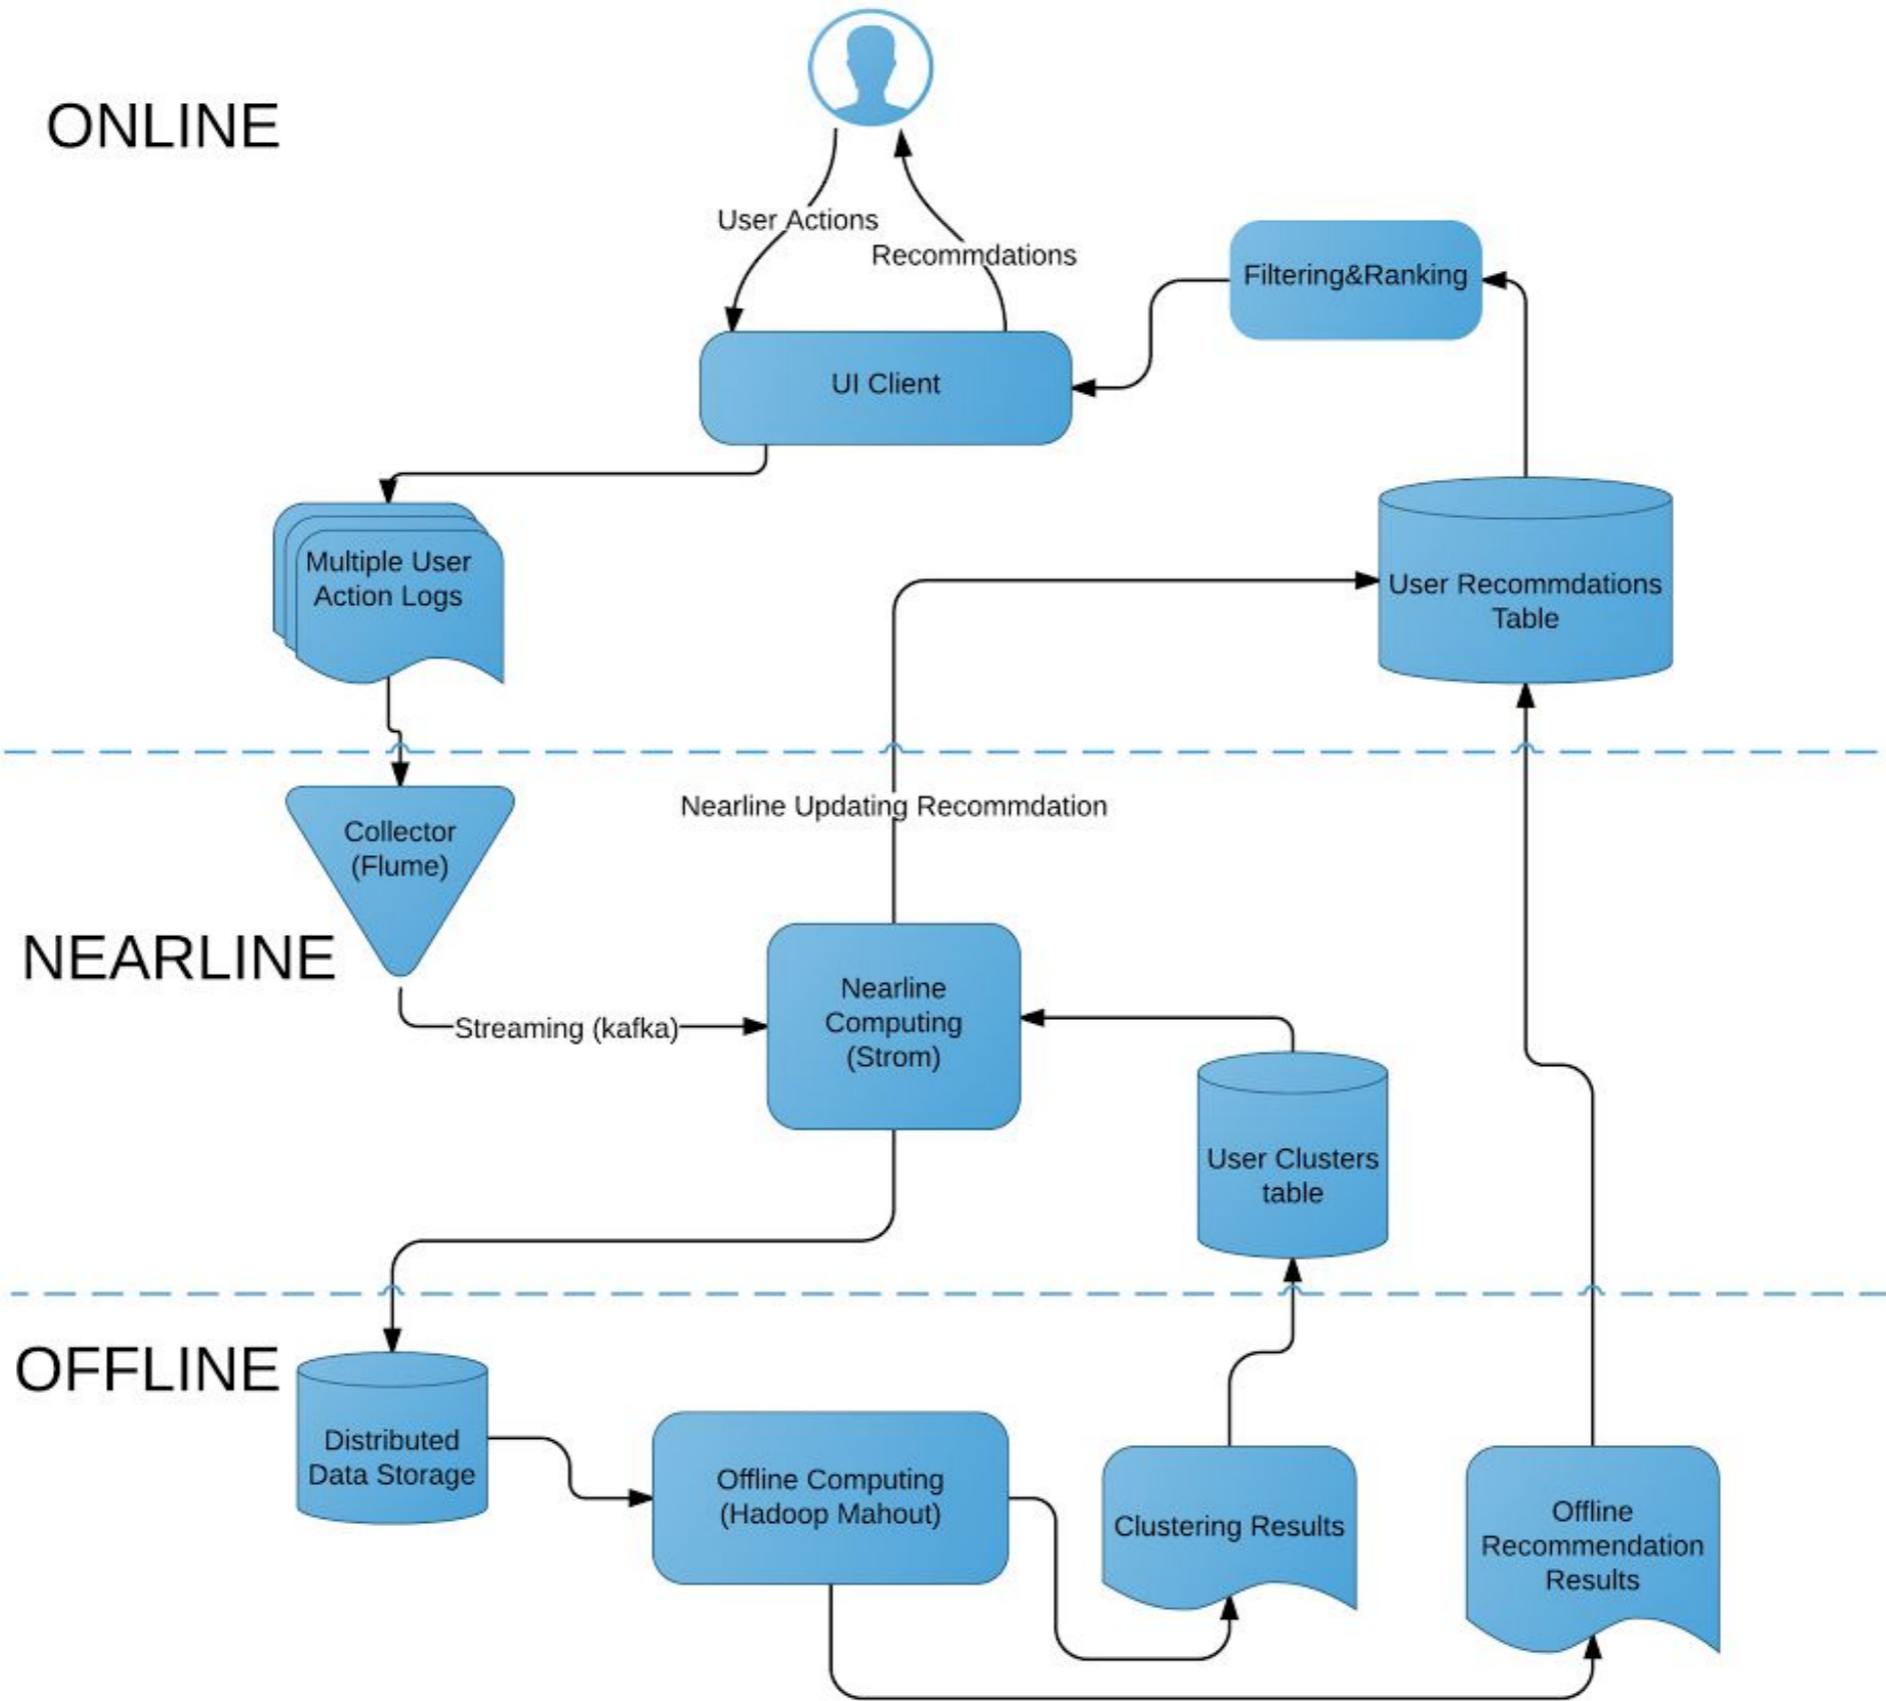 ONLINE
User Actions
Recommdations
Filtering&Ranking
UI Client
Multiple User
Action Logs
User Recommdations
Table
Nearline Updating Recommdation
Collector
(Flume)
NEARLINE
Streaming (kafka)
Nearline
Computing
(Strom)
User Clusters
table
OFFLINE
Distributed
Data Storage
Offline Computing
(Hadoop Mahout)
Clustering Results
Offline
Recommendation
Results